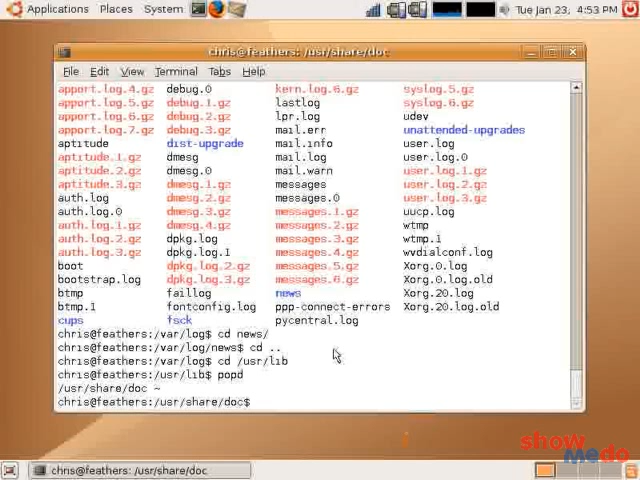 Applications Places System Tue Jan 23, 4:53 PM
chris@feathers: /usr/share/doc
File Edit View Terminal Tabs Help
apport.log.4.gz debug.0 kern.log.6.gz syslog.5.gz
apport.log.5.gz debug.1.gz lastlog syslog.6.gz
apport.log.6.gz debug.2.gz lpr.log udev
apport.log.7.gz debug.3.gz mail.err unattended-upgrades
aptitude dist-upgrade mail.info user.log
aptitude.1.gz dmesg mail.log user.log.0
aptitude.2.gz dmesg.0 mail.warn user.log.1.gz
aptitude.3.gz dmesg.1.gz messages user.log.2.gz
auth.log dmesg.2.gz messages.0 user.log.3.gz
auth.log.0 dmesg.3.gz messages.1.gz uucp.log
auth.log.1.gz dmesg.4.gz messages.2.gz wtmp
auth.log.2.gz dpkg.log messages.3.gz wtmp.1
auth.log.3.gz dpkg.log.1 messages.4.gz wvdialconf.log
boot dpkg.log.2.gz messages.5.gz Xorg.0.log
bootstrap.log dpkg.log.3.gz messages.6.gz Xorg.0.log.old
btmp faillog news Xorg.20.log
btmp.1 fontconfig.log ppp-connect-errors Xorg.20.log.old
cups fsck pycentral.log
chris@feathers:/var/log$ cd news/
chris@feathers:/var/log/news$ cd ..
chris@feathers:/var/log$ cd /usr/lib
chris@feathers:/usr/lib$ popd
/usr/share/doc ~
chris@feathers:/usr/share/doc$
showmedo
chris@feathers: /usr/share/doc